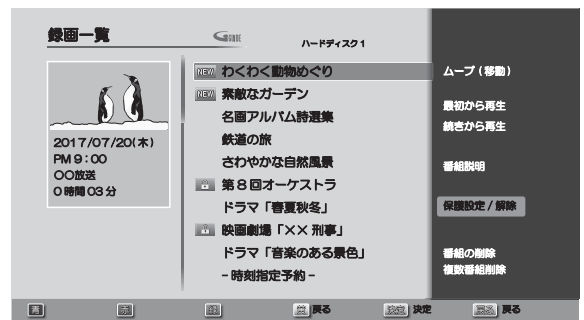 録画一覧
G GUIDE
ハードディスク1
2017/07/20(木)
PM 9:00
〇〇放送
0時間03分
NEW わくわく動物めぐり
NEW 素敵なガーデン
名画アルバム詩選集
鉄道の旅
さわやかな自然風景
第8回オーケストラ
ドラマ「春夏秋冬」
映画劇場「×× 刑事」
ドラマ「音楽のある景色」
-時刻指定予約-
ムーブ(移動)
最初から再生
続きから再生
番組説明
保護設定/解除
番組の削除
複数番組削除
青
赤
緑
黄 戻る
決定 決定
戻る 戻る